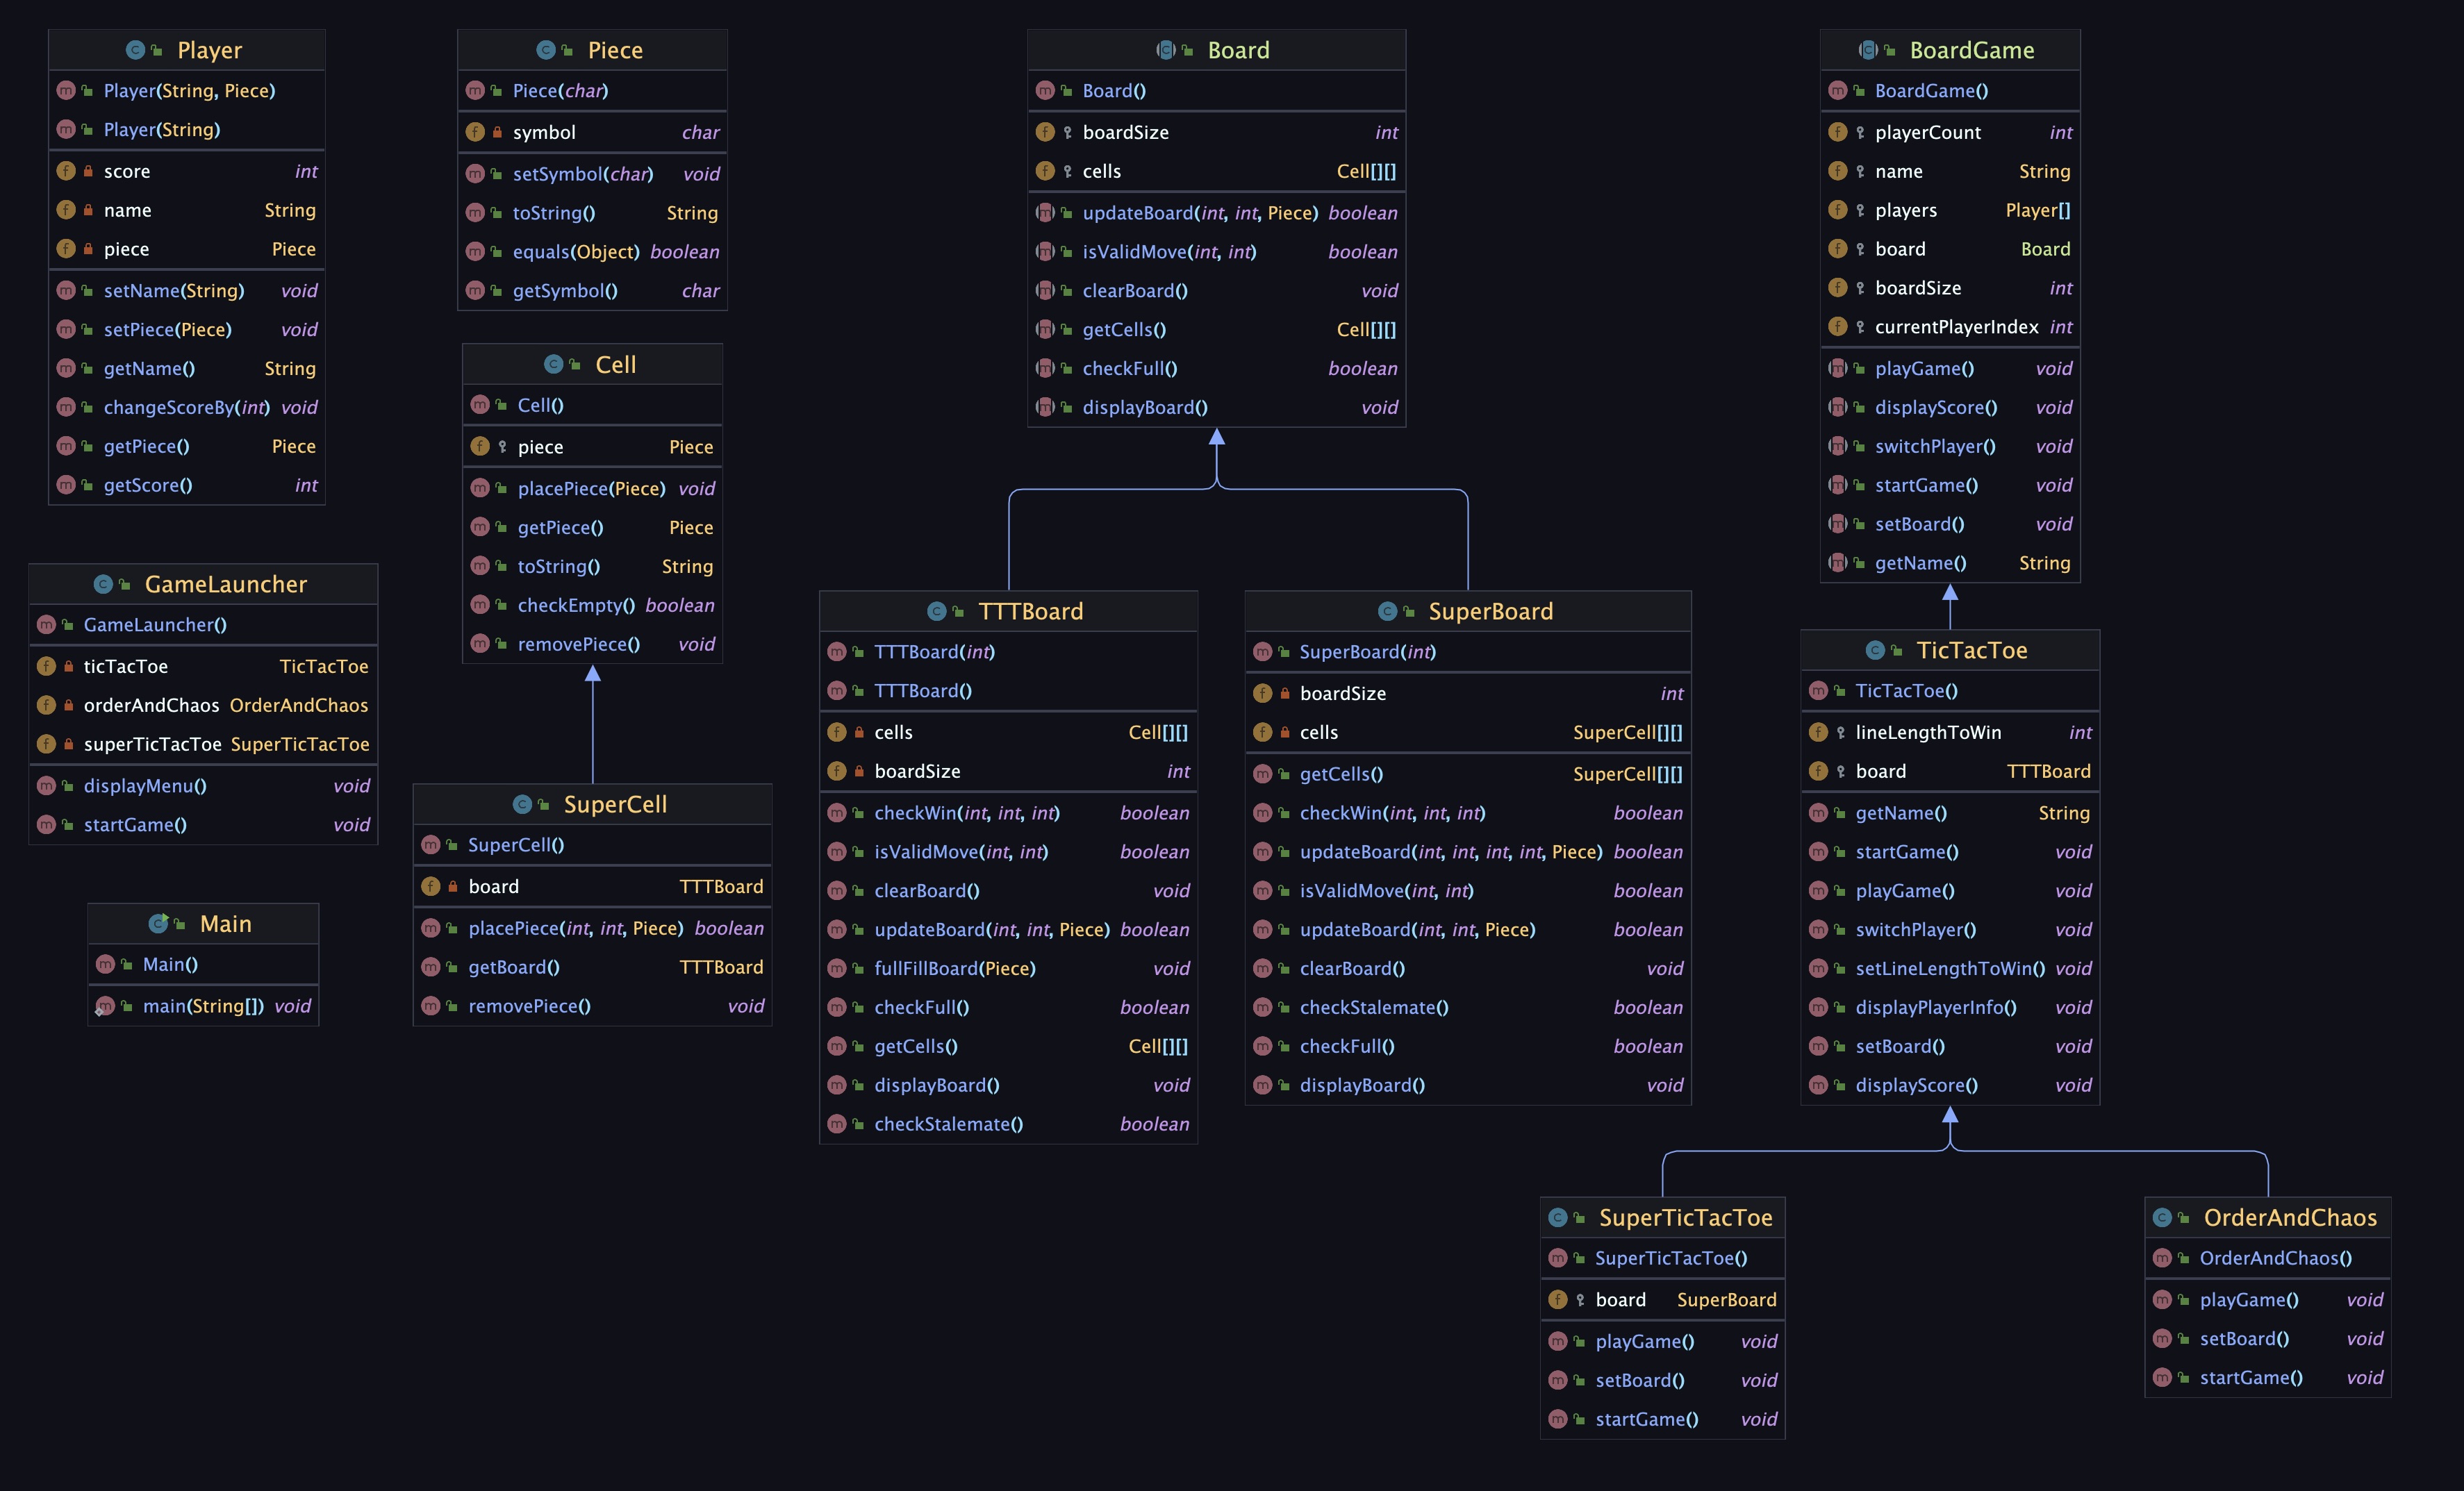 Player
Player(String, Piece)
Player(String)
score int
name String
piece Piece
setName(String) void
setPiece(Piece) void
getName() String
changeScoreBy(int) void
getPiece() Piece
getScore() int
Piece
Piece(char)
symbol char
setSymbol(char) void
toString() String
equals(Object) boolean
getSymbol() char
Board
Board()
boardSize int
cells Cell[][]
updateBoard(int, int, Piece) boolean
isValidMove(int, int) boolean
clearBoard() void
getCells() Cell[][]
checkFull() boolean
displayBoard() void
BoardGame
BoardGame()
playerCount int
name String
players Player[]
board Board
boardSize int
currentPlayerIndex int
playGame() void
displayScore() void
switchPlayer() void
startGame() void
setBoard() void
getName() String
Cell
Cell()
piece Piece
placePiece(Piece) void
getPiece() Piece
toString() String
checkEmpty() boolean
removePiece() void
GameLauncher
GameLauncher()
ticTacToe TicTacToe
orderAndChaos OrderAndChaos
superTicTacToe SuperTicTacToe
displayMenu() void
startGame() void
Main
Main()
main(String[]) void
SuperCell
SuperCell()
board TTTBoard
placePiece(int, int, Piece) boolean
getBoard() TTTBoard
removePiece() void
TTTBoard
TTTBoard(int)
TTTBoard()
cells Cell[][]
boardSize int
checkWin(int, int, int) boolean
isValidMove(int, int) boolean
clearBoard() void
updateBoard(int, int, Piece) boolean
fullFillBoard(Piece) void
checkFull() boolean
getCells() Cell[][]
displayBoard() void
checkStalemate() boolean
SuperBoard
SuperBoard(int)
boardSize int
cells SuperCell[][]
getCells() SuperCell[][]
checkWin(int, int, int) boolean
updateBoard(int, int, int, int, Piece) boolean
isValidMove(int, int) boolean
updateBoard(int, int, Piece) boolean
clearBoard() void
checkStalemate() boolean
checkFull() boolean
displayBoard() void
TicTacToe
TicTacToe()
lineLengthToWin int
board TTTBoard
getName() String
startGame() void
playGame() void
switchPlayer() void
setLineLengthToWin() void
displayPlayerInfo() void
setBoard() void
displayScore() void
SuperTicTacToe
SuperTicTacToe()
board SuperBoard
playGame() void
setBoard() void
startGame() void
OrderAndChaos
OrderAndChaos()
playGame() void
setBoard() void
startGame() void